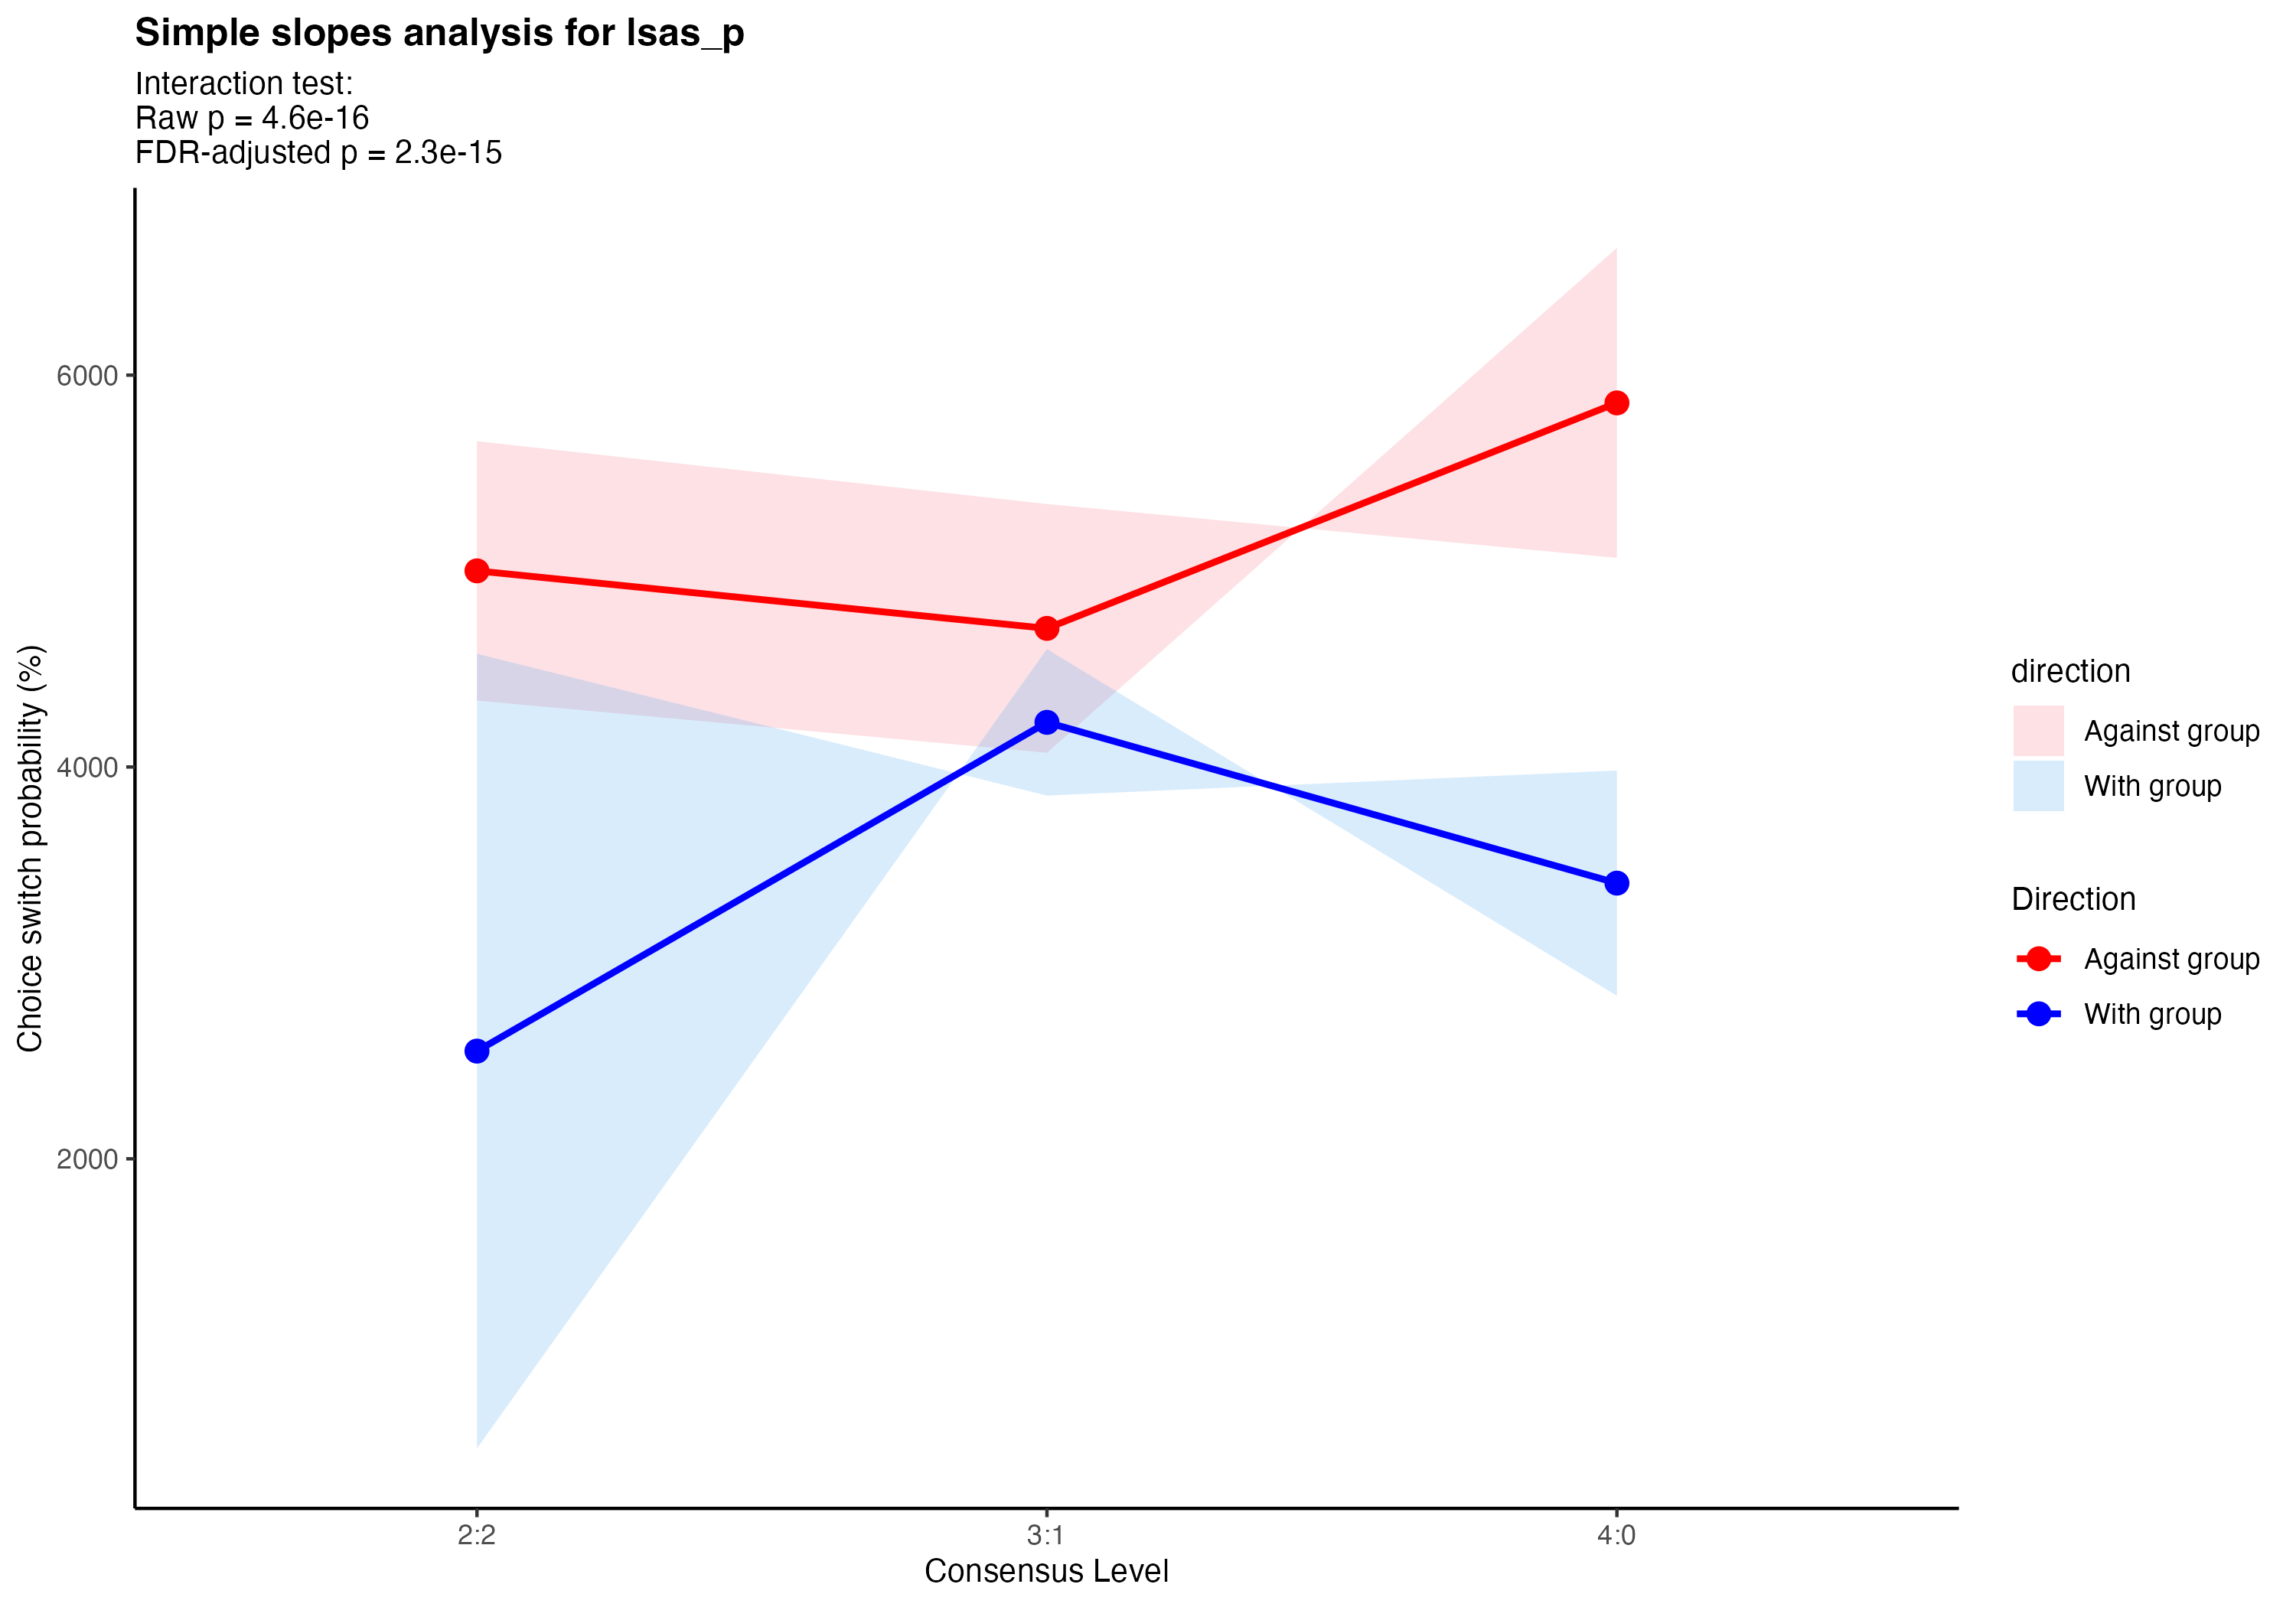 Simple slopes analysis for lsas_p
Interaction test:
Raw p = 4.6e-16
FDR-adjusted p = 2.3e-15
Choice switch probability (%)
6000
4000
2000
2:2
3:1
4:0
Consensus Level
direction
Against group
With group
Direction
Against group
With group